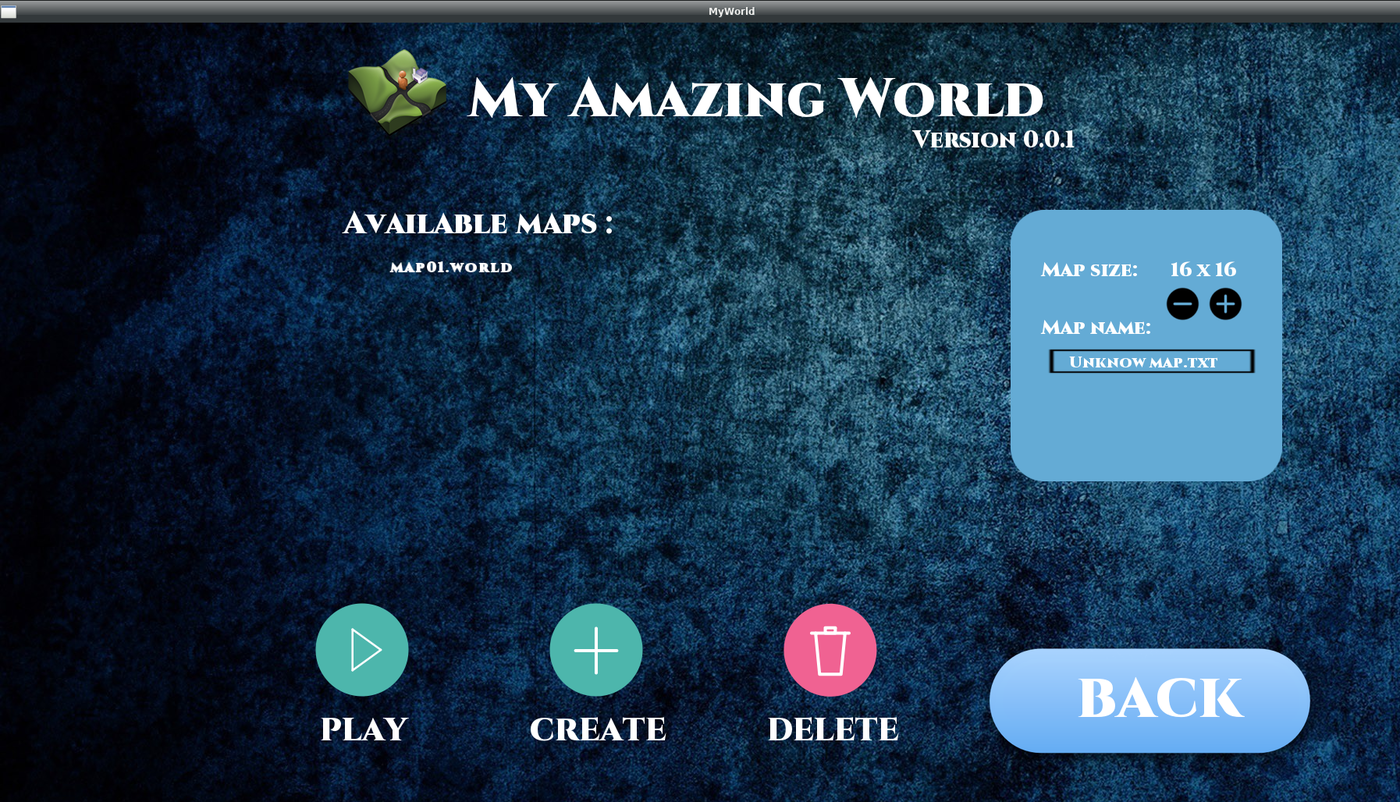 MyWorld
My Amazing World
Version 0.0.1
Available maps :
map01.world
Map size: 16 x 16
Map name:
Unknow map.txt
PLAY
CREATE
DELETE
BACK